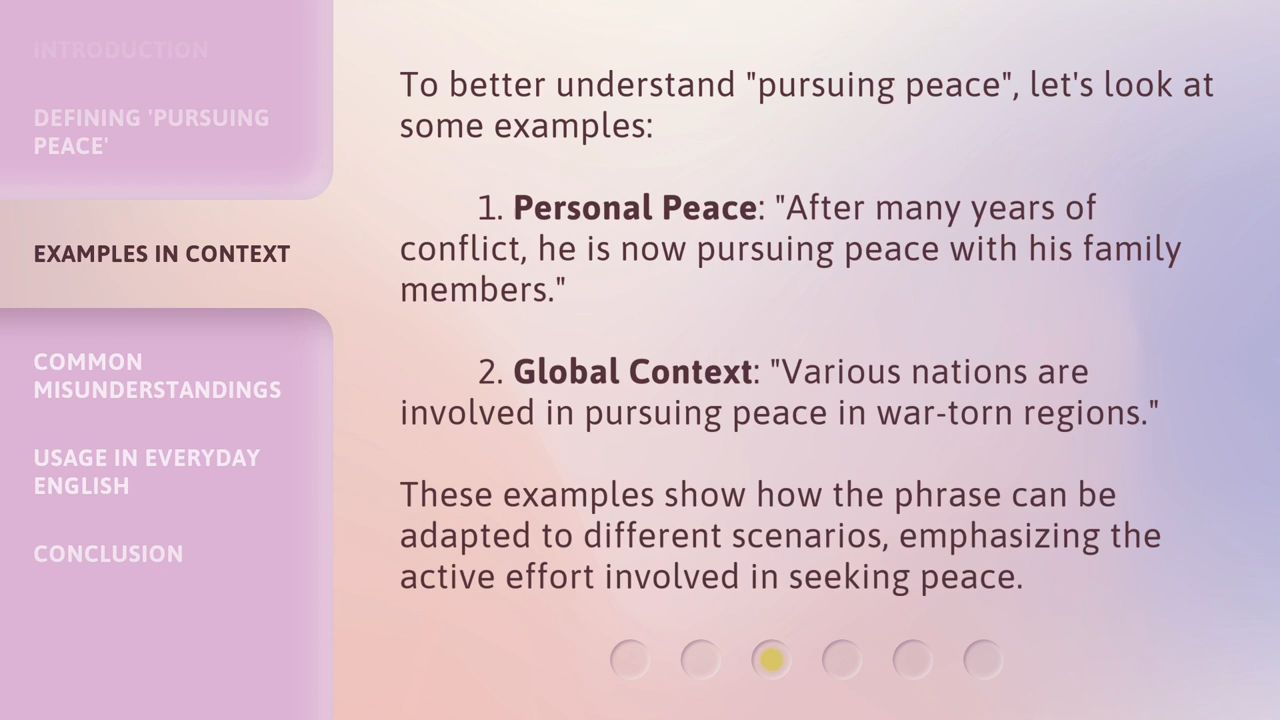 INTRODUCTION
DEFINING 'PURSUING
PEACE'
EXAMPLES IN CONTEXT
COMMON
MISUNDERSTANDINGS
USAGE IN EVERYDAY
ENGLISH
CONCLUSION
To better understand "pursuing peace", let's look at
some examples:
1. Personal Peace: "After many years of
conflict, he is now pursuing peace with his family
members."
2. Global Context: "Various nations are
involved in pursuing peace in war-torn regions."
These examples show how the phrase can be
adapted to different scenarios, emphasizing the
active effort involved in seeking peace.